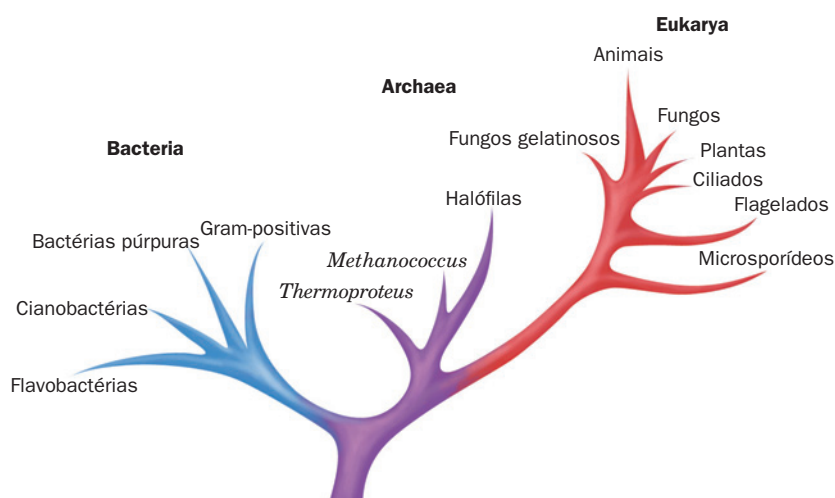 Bacteria
Flavobactérias
Cianobactérias
Bactérias púrpuras
Gram-positivas
Archaea
Thermoproteus
Methanococcus
Halófilas
Eukarya
Animais
Fungos gelatinosos
Fungos
Plantas
Ciliados
Flagelados
Microsporídeos